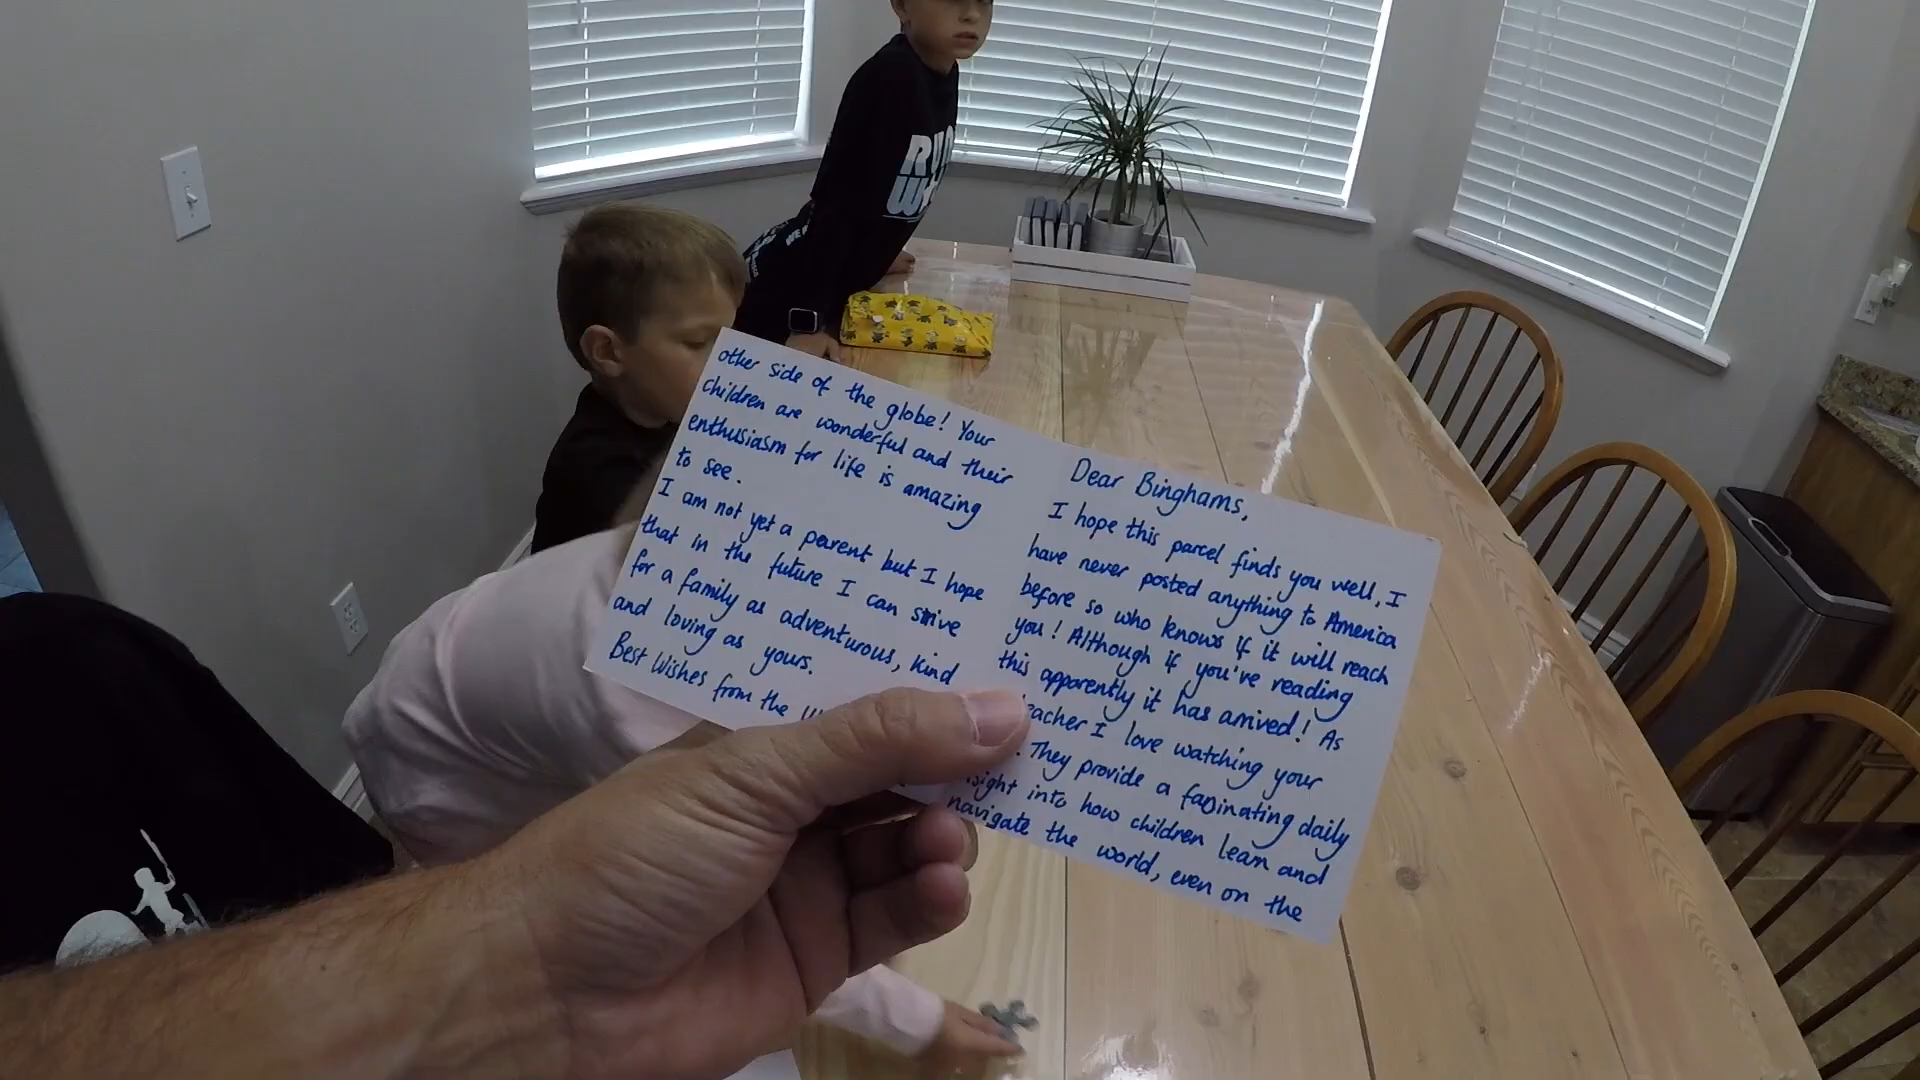 Dear Binghams,
I hope this parcel finds you well, I
have never posted anything to America
before so who knows if it will reach
you! Although if you've reading
this apparently it has arrived! As
teacher I love watching your
They provide a fascinating daily
into how children learn and
navigate the world, even on the
other side of the globe! Your
children are wonderful and their
enthusiasm for life is amazing
to see.
I am not yet a parent but I hope
that in the future I can strive
for a family as adventurous, kind
and loving as yours.
Best Wishes from the